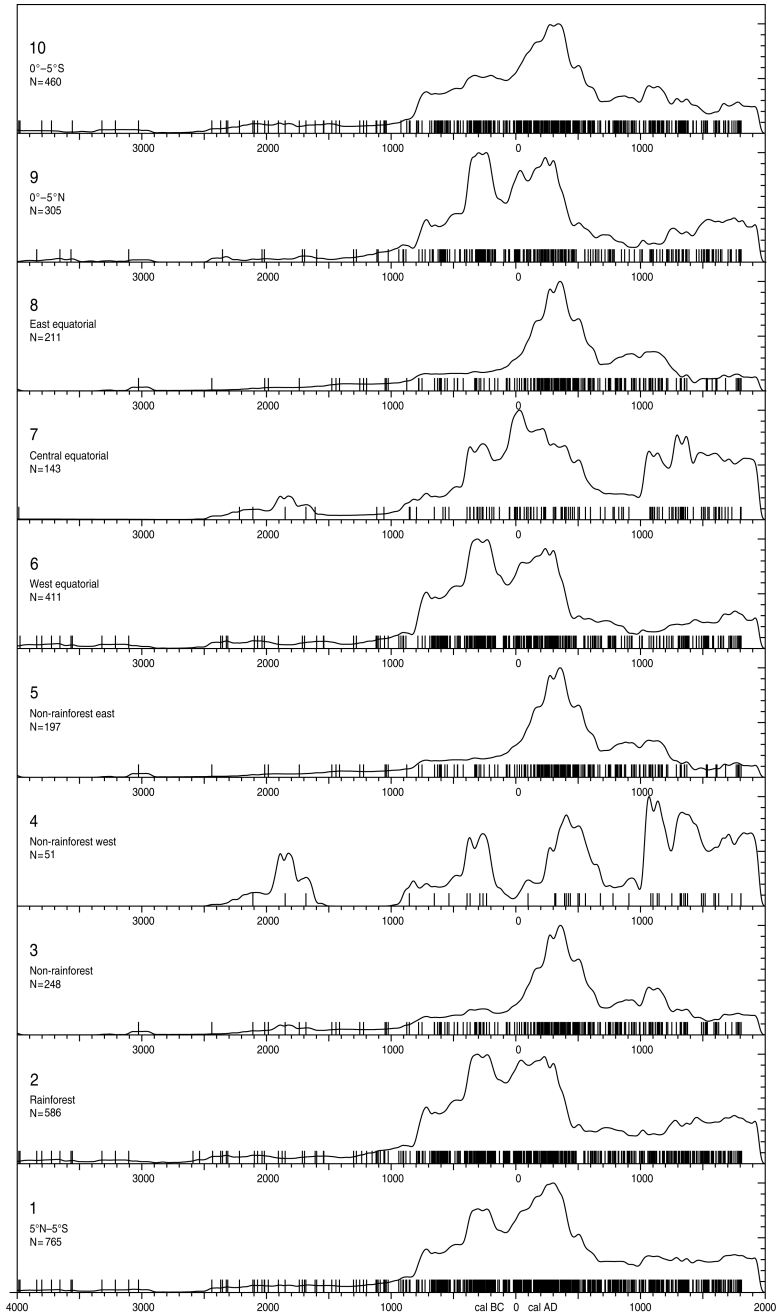 10
0°–5°S
N=460
3000 2000 1000 0 1000
9
0°–5°N
N=305
3000 2000 1000 0 1000
8
East equatorial
N=211
3000 2000 1000 0 1000
7
Central equatorial
N=143
3000 2000 1000 0 1000
6
West equatorial
N=411
3000 2000 1000 0 1000
5
Non-rainforest east
N=197
3000 2000 1000 0 1000
4
Non-rainforest west
N=51
3000 2000 1000 0 1000
3
Non-rainforest
N=248
3000 2000 1000 0 1000
2
Rainforest
N=586
3000 2000 1000 0 1000
1
5°N–5°S
N=765
4000 3000 2000 1000 cal BC 0 cal AD 1000 2000